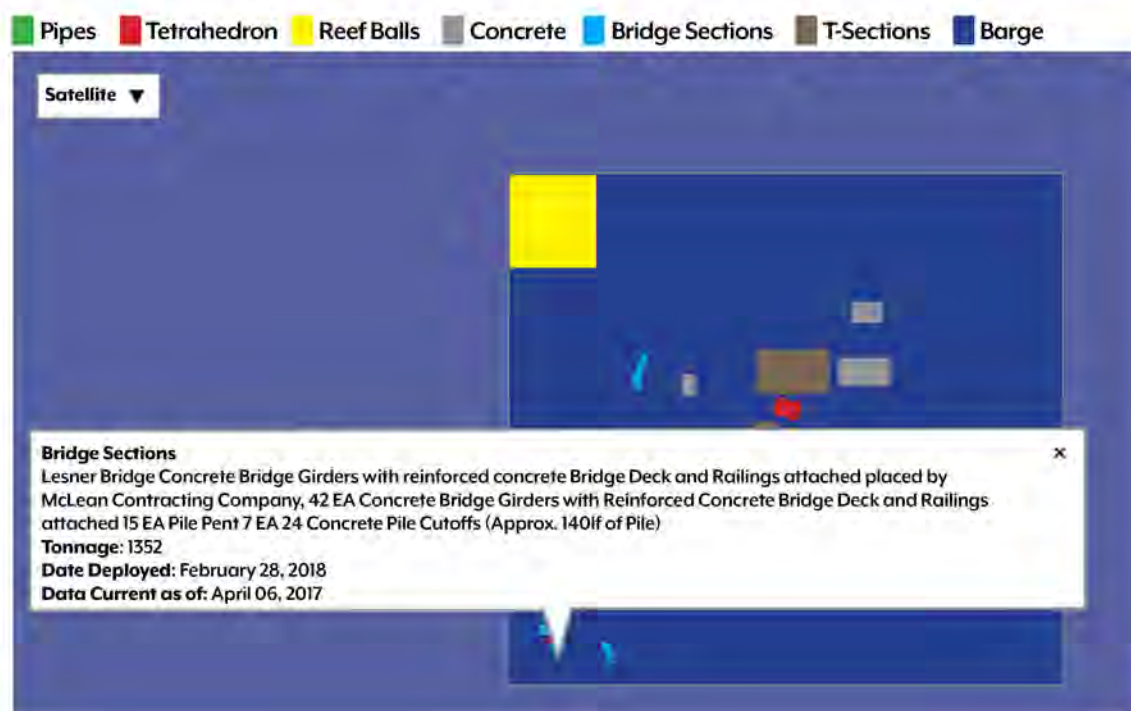 Pipes Tetrahedron Reef Balls Concrete Bridge Sections T-Sections Barge
Satellite ▼
Bridge Sections ×
Lesner Bridge Concrete Bridge Girders with reinforced concrete Bridge Deck and Railings attached placed by
McLean Contracting Company, 42 EA Concrete Bridge Girders with Reinforced Concrete Bridge Deck and Railings
attached 15 EA Pile Pent 7 EA 24 Concrete Pile Cutoffs (Approx. 140lf of Pile)
Tonnage: 1352
Date Deployed: February 28, 2018
Data Current as of: April 06, 2017